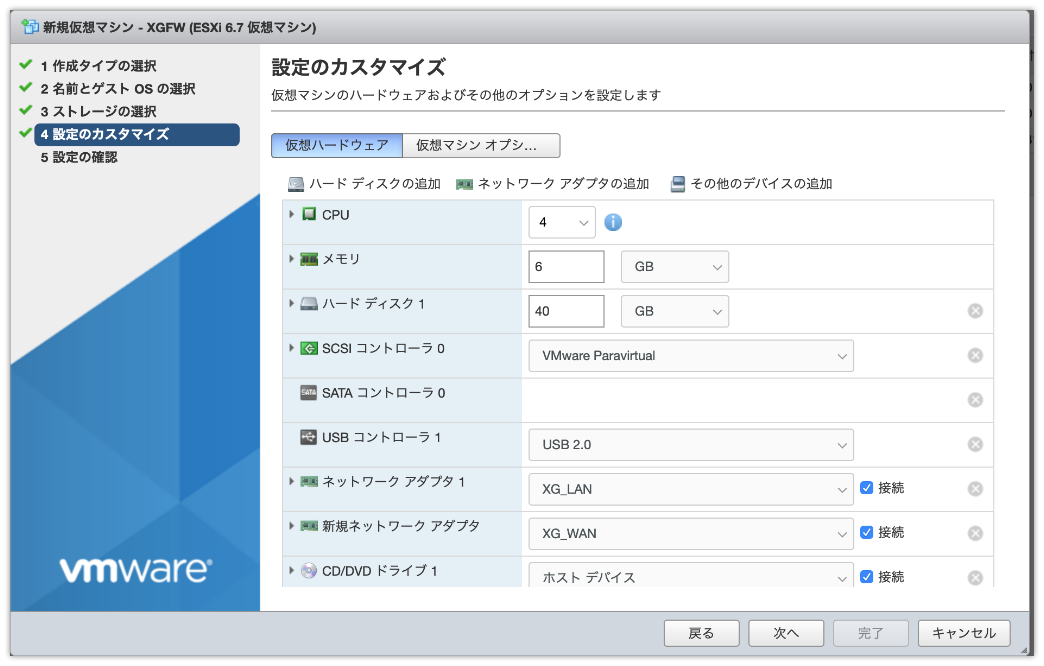 新規仮想マシン - XGFW (ESXi 6.7 仮想マシン)
1 作成タイプの選択
2 名前とゲスト OS の選択
3 ストレージの選択
4 設定のカスタマイズ
5 設定の確認
設定のカスタマイズ
仮想マシンのハードウェアおよびその他のオプションを設定します
仮想ハードウェア 仮想マシン オプシ...
ハード ディスクの追加 ネットワーク アダプタの追加 その他のデバイスの追加
CPU 4
メモリ 6 GB
ハード ディスク 1 40 GB
SCSI コントローラ 0 VMware Paravirtual
SATA コントローラ 0
USB コントローラ 1 USB 2.0
ネットワーク アダプタ 1 XG_LAN 接続
新規ネットワーク アダプタ XG_WAN 接続
CD/DVD ドライブ 1 ホスト デバイス 接続
vmware
戻る 次へ 完了 キャンセル